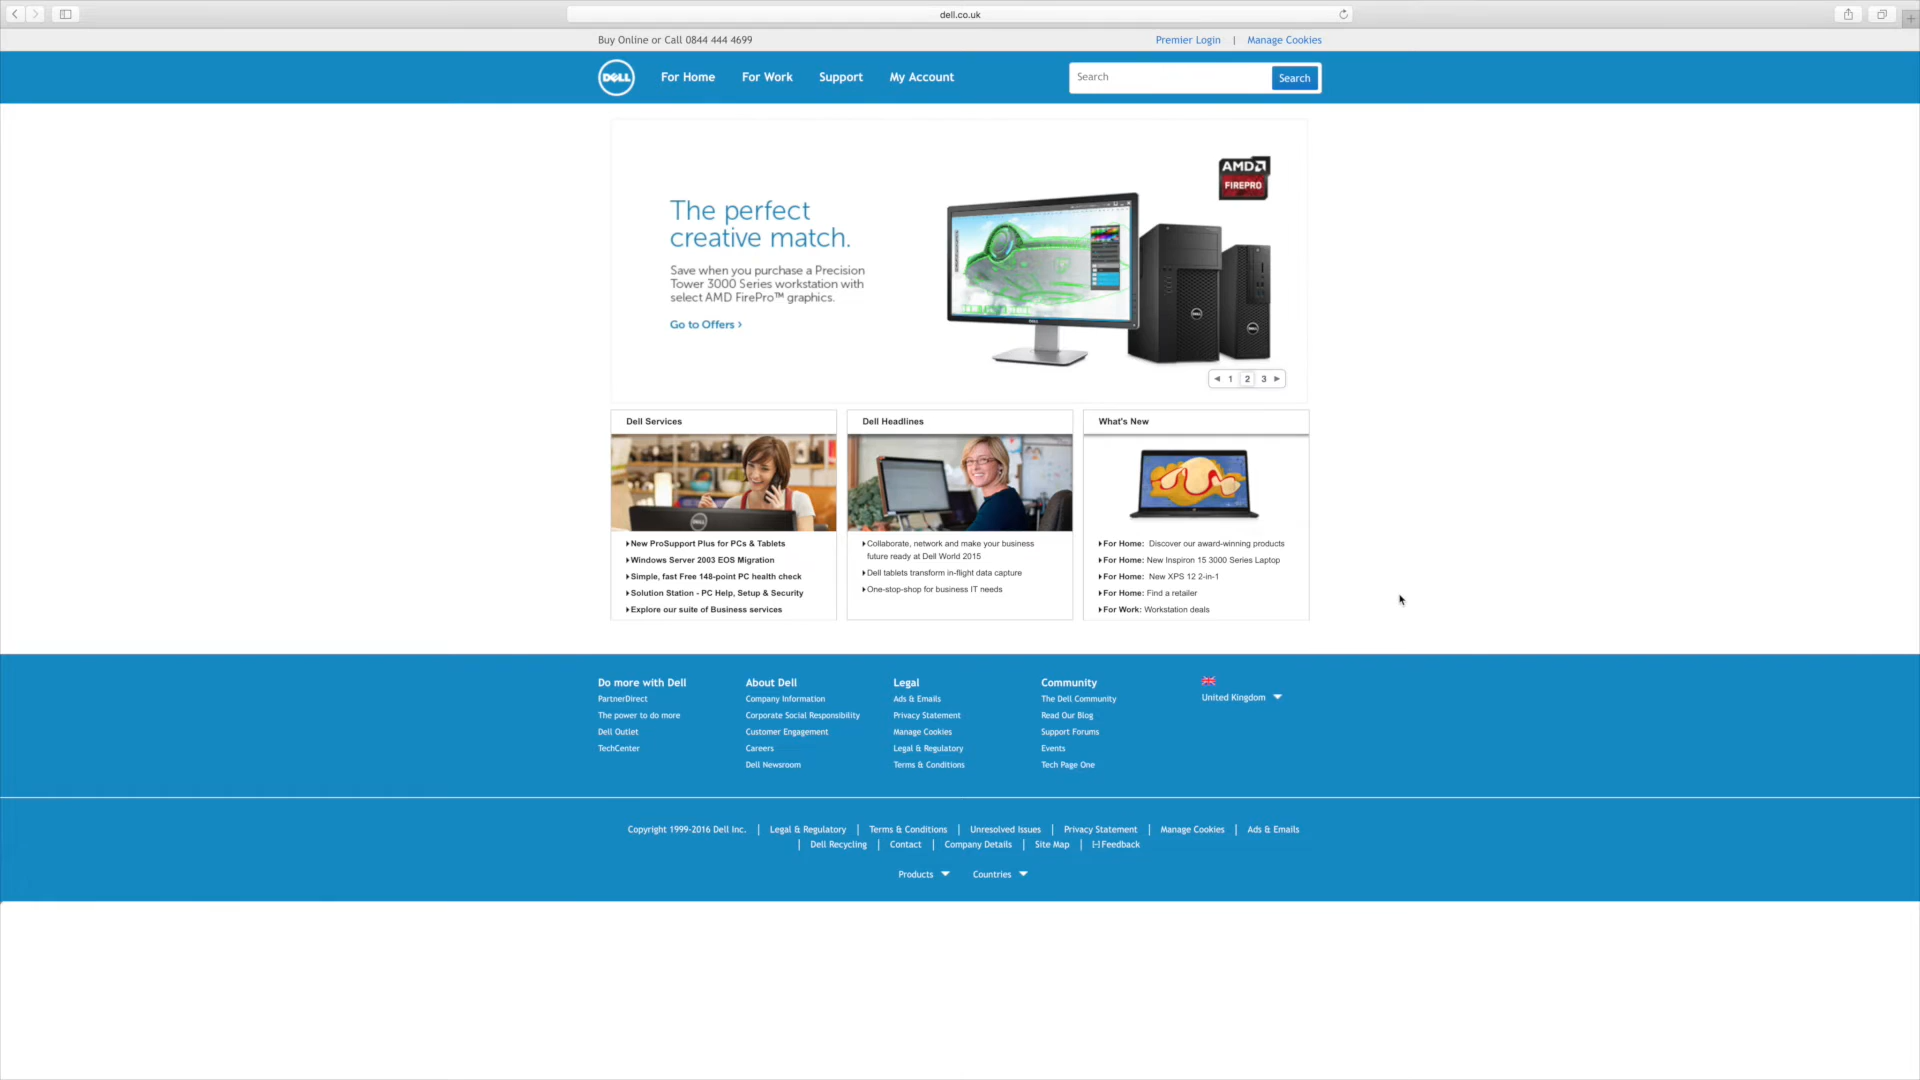 dell.co.uk
Buy Online or Call 0844 444 4699
Premier Login | Manage Cookies
DELL
For Home
For Work
Support
My Account
Search
Search
AMD
FIREPRO
The perfect
creative match.
Save when you purchase a Precision
Tower 3000 Series workstation with
select AMD FirePro™ graphics.
Go to Offers ›
1 2 3
Dell Services
New ProSupport Plus for PCs & Tablets
Windows Server 2003 EOS Migration
Simple, fast Free 148-point PC health check
Solution Station - PC Help, Setup & Security
Explore our suite of Business services
Dell Headlines
Collaborate, network and make your business
future ready at Dell World 2015
Dell tablets transform in-flight data capture
One-stop-shop for business IT needs
What's New
For Home: Discover our award-winning products
For Home: New Inspiron 15 3000 Series Laptop
For Home: New XPS 12 2-in-1
For Home: Find a retailer
For Work: Workstation deals
Do more with Dell
PartnerDirect
The power to do more
Dell Outlet
TechCenter
About Dell
Company Information
Corporate Social Responsibility
Customer Engagement
Careers
Dell Newsroom
Legal
Ads & Emails
Privacy Statement
Manage Cookies
Legal & Regulatory
Terms & Conditions
Community
The Dell Community
Read Our Blog
Support Forums
Events
Tech Page One
United Kingdom
Copyright 1999-2016 Dell Inc. | Legal & Regulatory | Terms & Conditions | Unresolved Issues | Privacy Statement | Manage Cookies | Ads & Emails
| Dell Recycling | Contact | Company Details | Site Map | [-] Feedback
Products
Countries